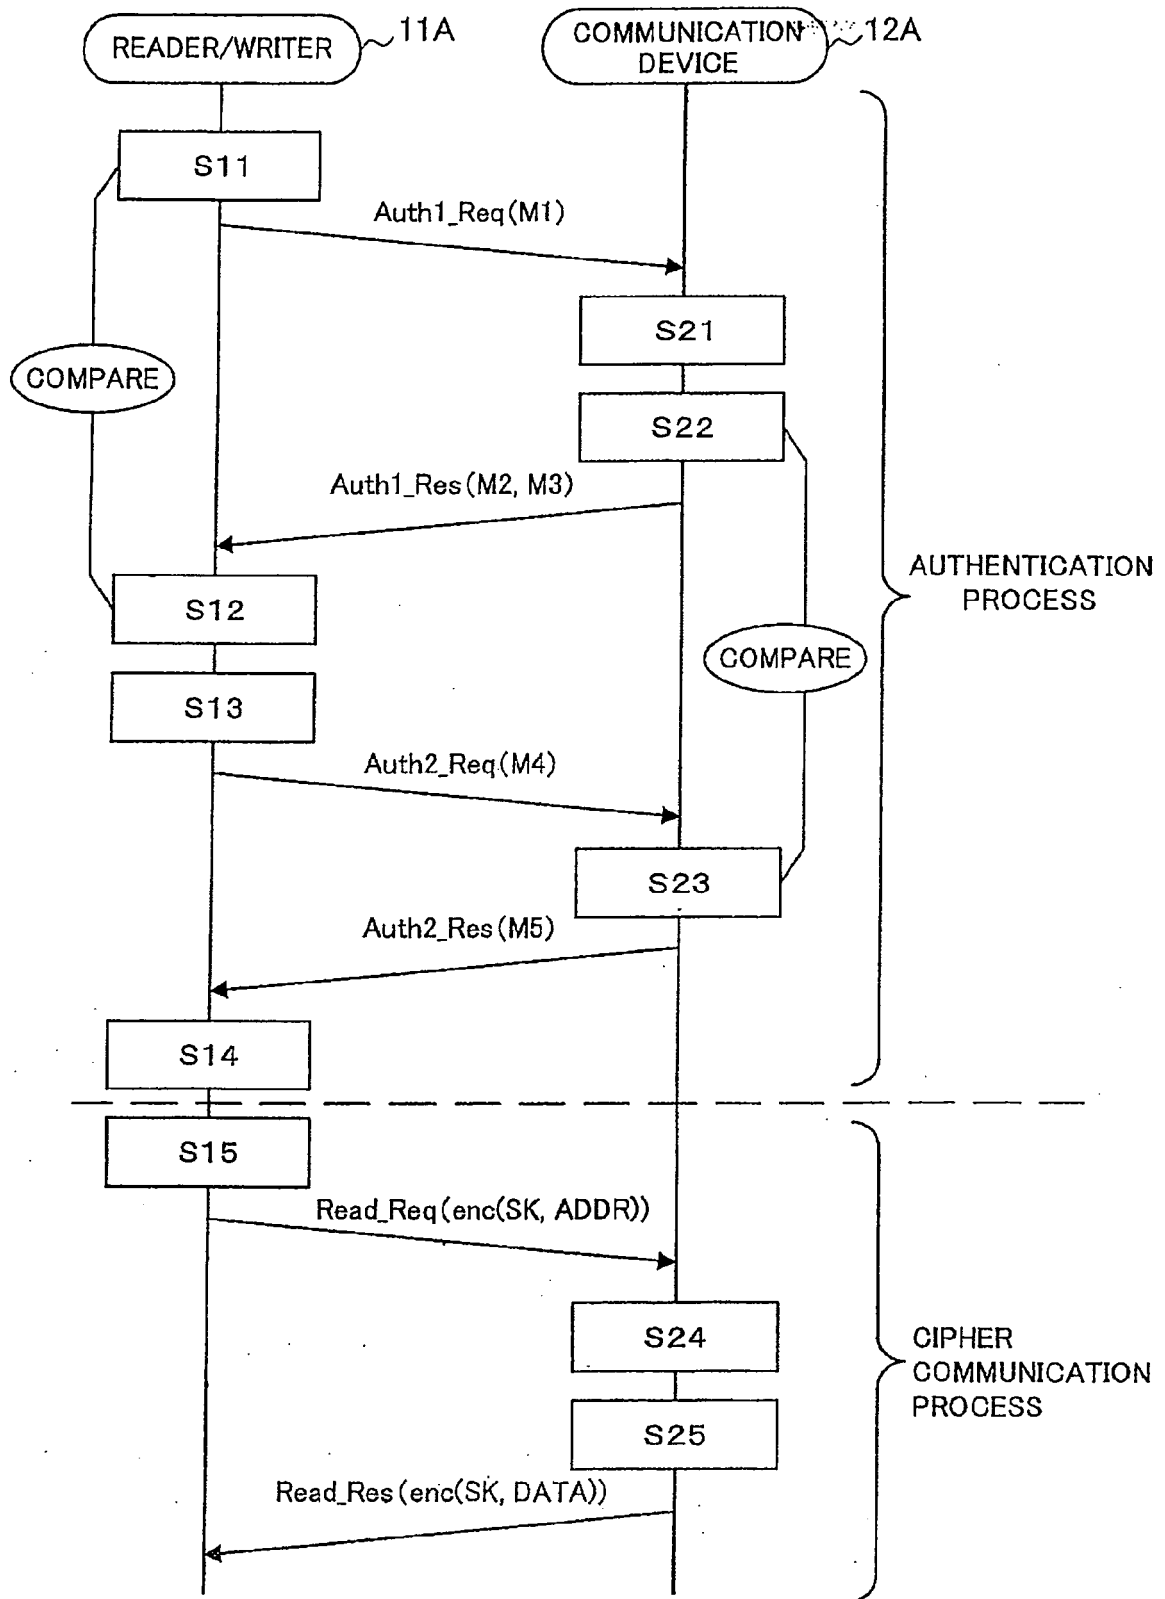 READER/WRITER
11A
COMMUNICATION
DEVICE
12A
S11
Auth1_Req(M1)
S21
COMPARE
S22
Auth1_Res(M2, M3)
AUTHENTICATION
PROCESS
S12
COMPARE
S13
Auth2_Req(M4)
S23
Auth2_Res(M5)
S14
S15
Read_Req(enc(SK, ADDR))
S24
CIPHER
COMMUNICATION
PROCESS
S25
Read_Res(enc(SK, DATA))